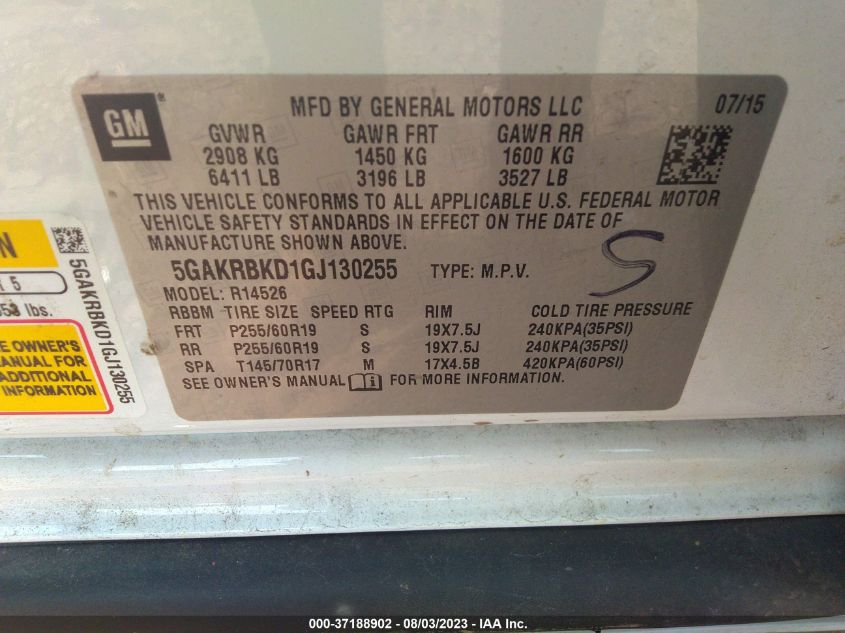 GM ®
MFD BY GENERAL MOTORS LLC 07/15
GVWR GAWR FRT GAWR RR
2908 KG 1450 KG 1600 KG
6411 LB 3196 LB 3527 LB
THIS VEHICLE CONFORMS TO ALL APPLICABLE U.S. FEDERAL MOTOR
VEHICLE SAFETY STANDARDS IN EFFECT ON THE DATE OF
MANUFACTURE SHOWN ABOVE.
5GAKRBKD1GJ130255 TYPE: M.P.V.
S
MODEL: R14526
RBBM TIRE SIZE SPEED RTG RIM COLD TIRE PRESSURE
FRT P255/60R19 S 19X7.5J 240KPA(35PSI)
RR P255/60R19 S 19X7.5J 240KPA(35PSI)
SPA T145/70R17 M 17X4.5B 420KPA(60PSI)
SEE OWNER'S MANUAL FOR MORE INFORMATION.
N
5
lbs.
OWNER'S
MANUAL FOR
ADDITIONAL
INFORMATION
5GAKRBKD1GJ130255
000-37188902 - 08/03/2023 - IAA Inc.